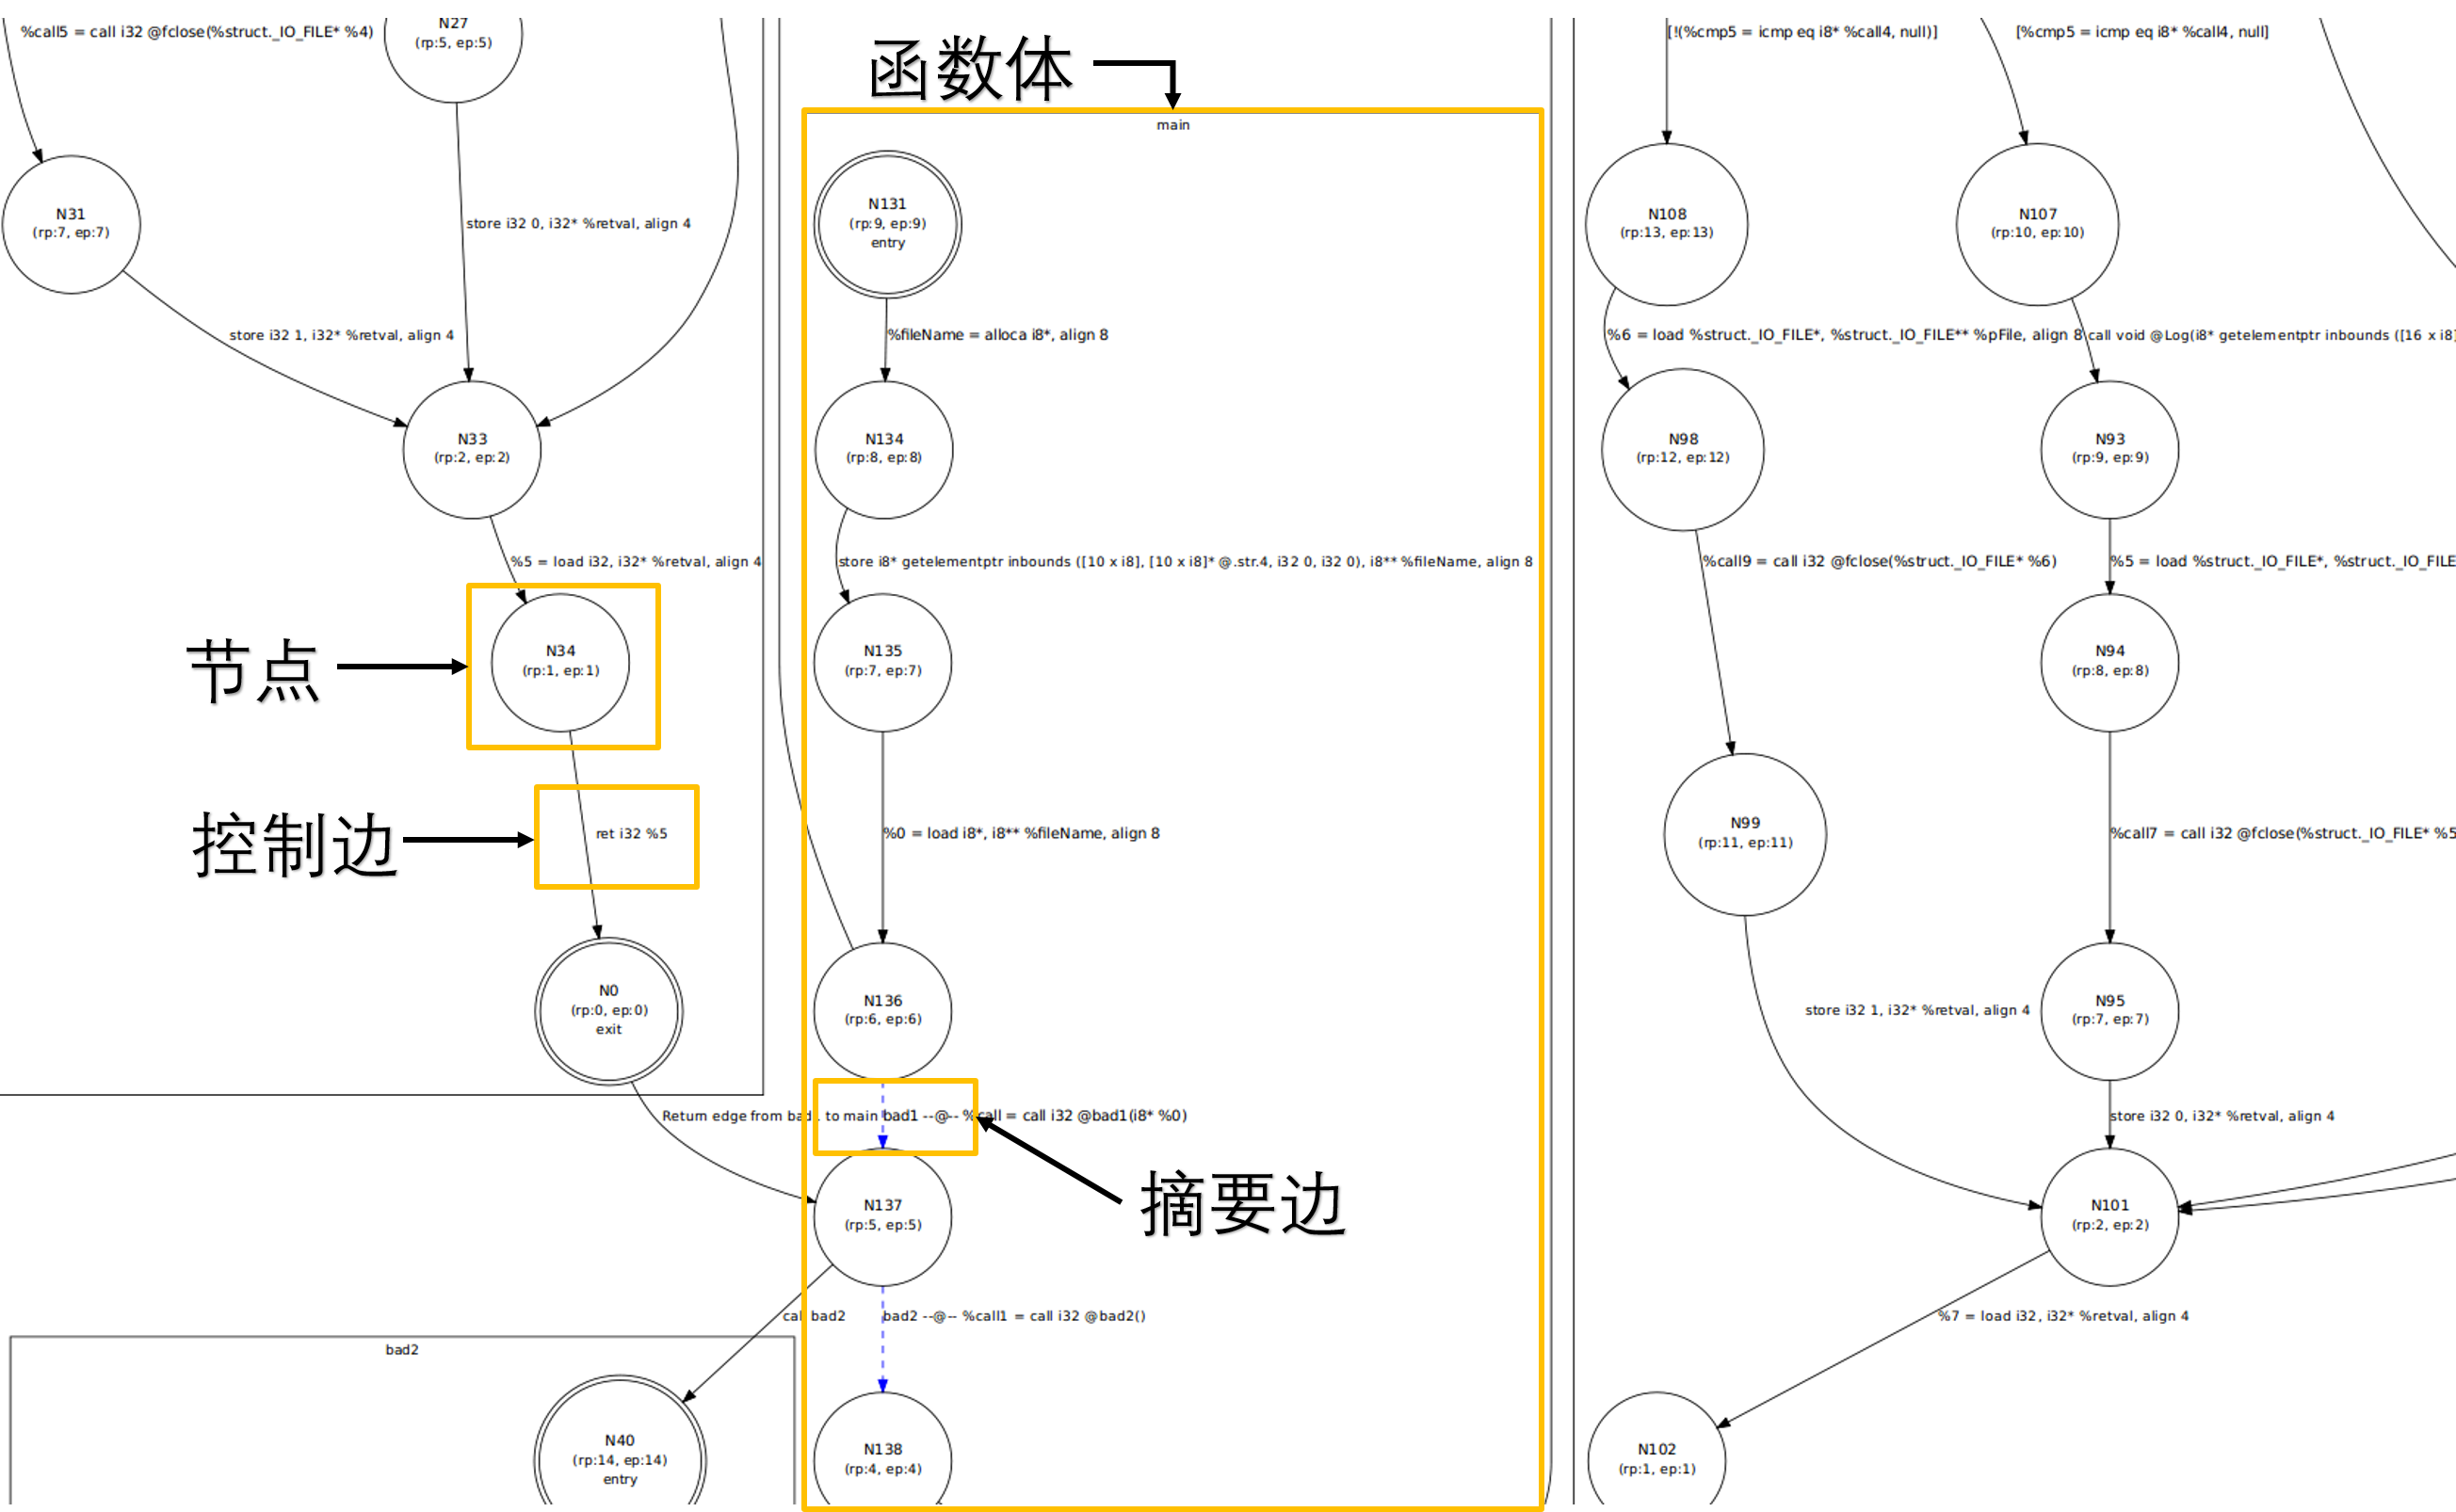 %call5 = call i32 @fclose(%struct._IO_FILE* %4)
N27
(rp:5, ep:5)
N31
(rp:7, ep:7)
store i32 0, i32* %retval, align 4
store i32 1, i32* %retval, align 4
N33
(rp:2, ep:2)
%5 = load i32, i32* %retval, align 4
节点
N34
(rp:1, ep:1)
控制边
ret i32 %5
N0
(rp:0, ep:0)
exit
函数体
main
N131
(rp:9, ep:9)
entry
%fileName = alloca i8*, align 8
N134
(rp:8, ep:8)
store i8* getelementptr inbounds ([10 x i8], [10 x i8]* @.str.4, i32 0, i32 0), i8** %fileName, align 8
N135
(rp:7, ep:7)
%0 = load i8*, i8** %fileName, align 8
N136
(rp:6, ep:6)
Return edge from bad1 to main
bad1 --@-- %call = call i32 @bad1(i8* %0)
摘要边
N137
(rp:5, ep:5)
call bad2
bad2 --@-- %call1 = call i32 @bad2()
bad2
N40
(rp:14, ep:14)
entry
N138
(rp:4, ep:4)
[!(%cmp5 = icmp eq i8* %call4, null)]
[%cmp5 = icmp eq i8* %call4, null]
N108
(rp:13, ep:13)
N107
(rp:10, ep:10)
%6 = load %struct._IO_FILE*, %struct._IO_FILE** %pFile, align 8
call void @Log(i8* getelementptr inbounds ([16 x i8]
N98
(rp:12, ep:12)
N93
(rp:9, ep:9)
%call9 = call i32 @fclose(%struct._IO_FILE* %6)
%5 = load %struct._IO_FILE*, %struct._IO_FILE
N94
(rp:8, ep:8)
N99
(rp:11, ep:11)
%call7 = call i32 @fclose(%struct._IO_FILE* %5
store i32 1, i32* %retval, align 4
N95
(rp:7, ep:7)
store i32 0, i32* %retval, align 4
N101
(rp:2, ep:2)
%7 = load i32, i32* %retval, align 4
N102
(rp:1, ep:1)